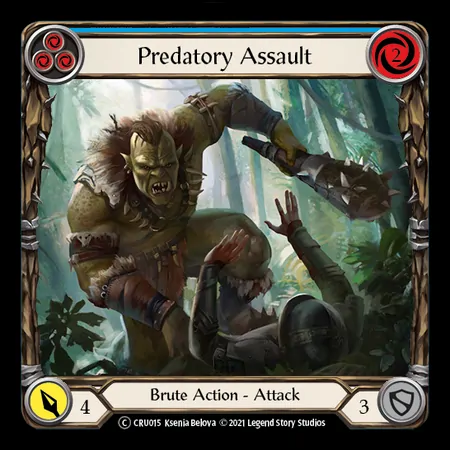 Predatory Assault
2
Brute Action - Attack
4
3
C CRU015 Ksenia Belova © 2021 Legend Story Studios